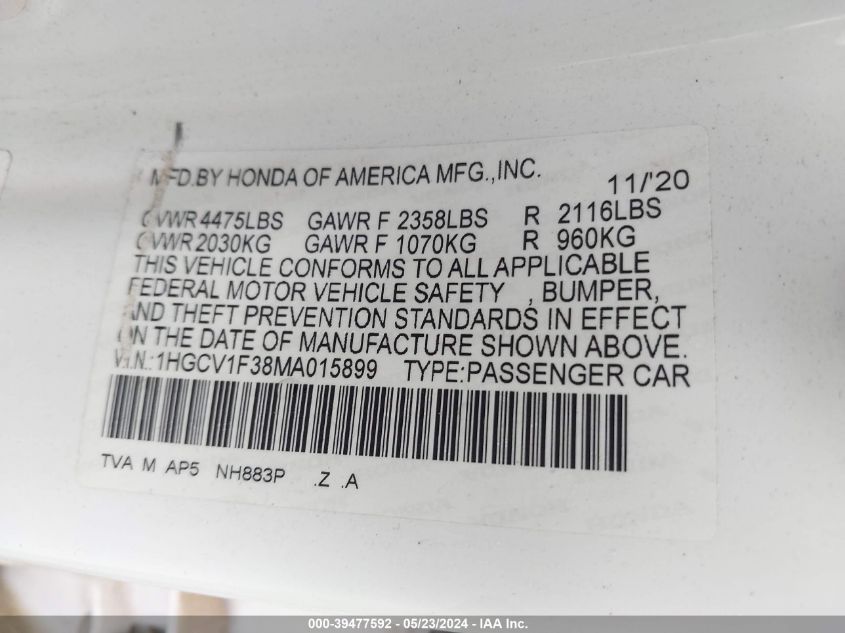 MFD.BY HONDA OF AMERICA MFG.,INC. 11/'20
GVWR 4475LBS GAWR F 2358LBS R 2116LBS
GVWR 2030KG GAWR F 1070KG R 960KG
THIS VEHICLE CONFORMS TO ALL APPLICABLE
FEDERAL MOTOR VEHICLE SAFETY , BUMPER,
AND THEFT PREVENTION STANDARDS IN EFFECT
ON THE DATE OF MANUFACTURE SHOWN ABOVE.
V.I.N.:1HGCV1F38MA015899 TYPE:PASSENGER CAR
TVA M AP5 NH883P .Z .A
000-39477592 - 05/23/2024 - IAA Inc.